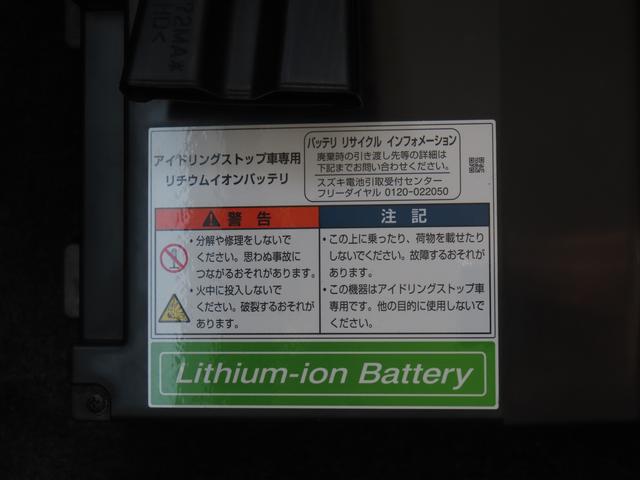 アイドリングストップ車専用
リチウムイオンバッテリ
バッテリ リサイクル インフォメーション
廃棄時の引き渡し先等の詳細は
下記までお問い合わせください。
スズキ電池引取受付センター
フリーダイヤル 0120-022050
警告
・分解や修理をしないで
ください。思わぬ事故に
つながるおそれがあります。
・火中に投入しないで
ください。破裂するおそれが
あります。
注記
・この上に乗ったり、荷物を載せたり
しないでください。故障するおそれが
あります。
・この機器はアイドリングストップ車
専用です。他の目的に使用しないで
ください。
Lithium-ion Battery